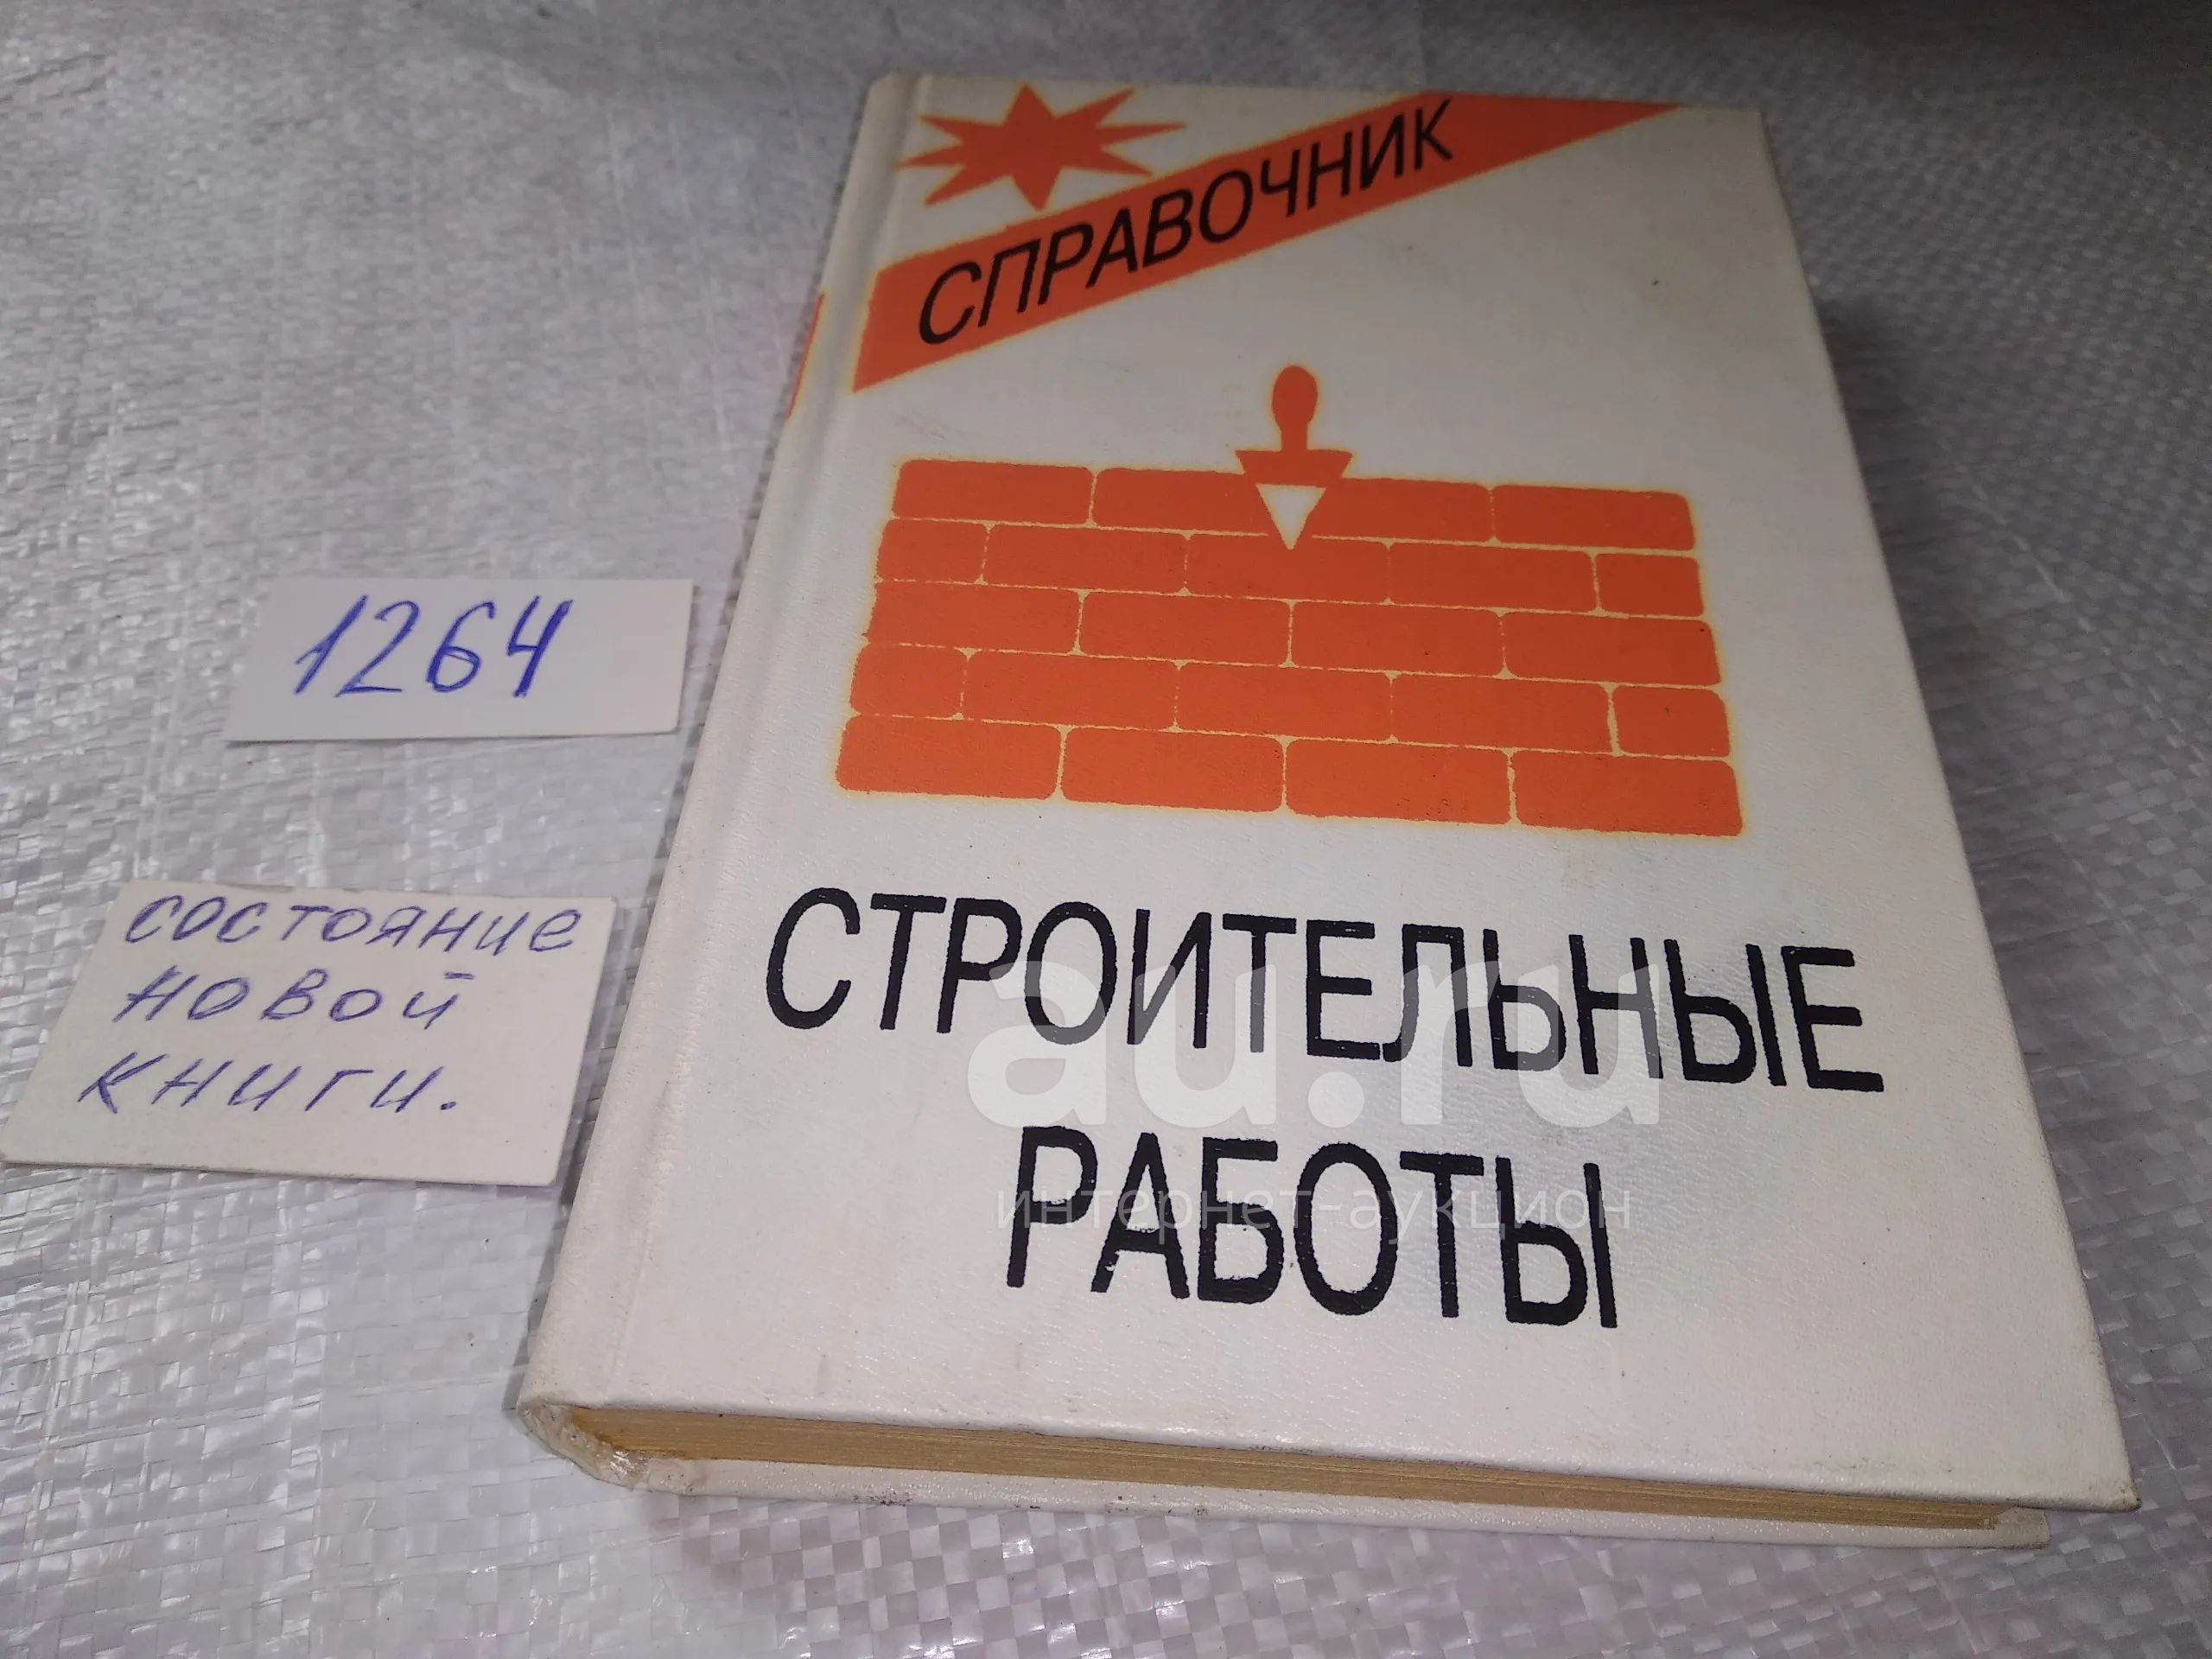 СПРАВОЧНИК
1264
состояние
новой
книги.
СТРОИТЕЛЬНЫЕ
au.ru
РАБОТЫ
интернет-аукцион